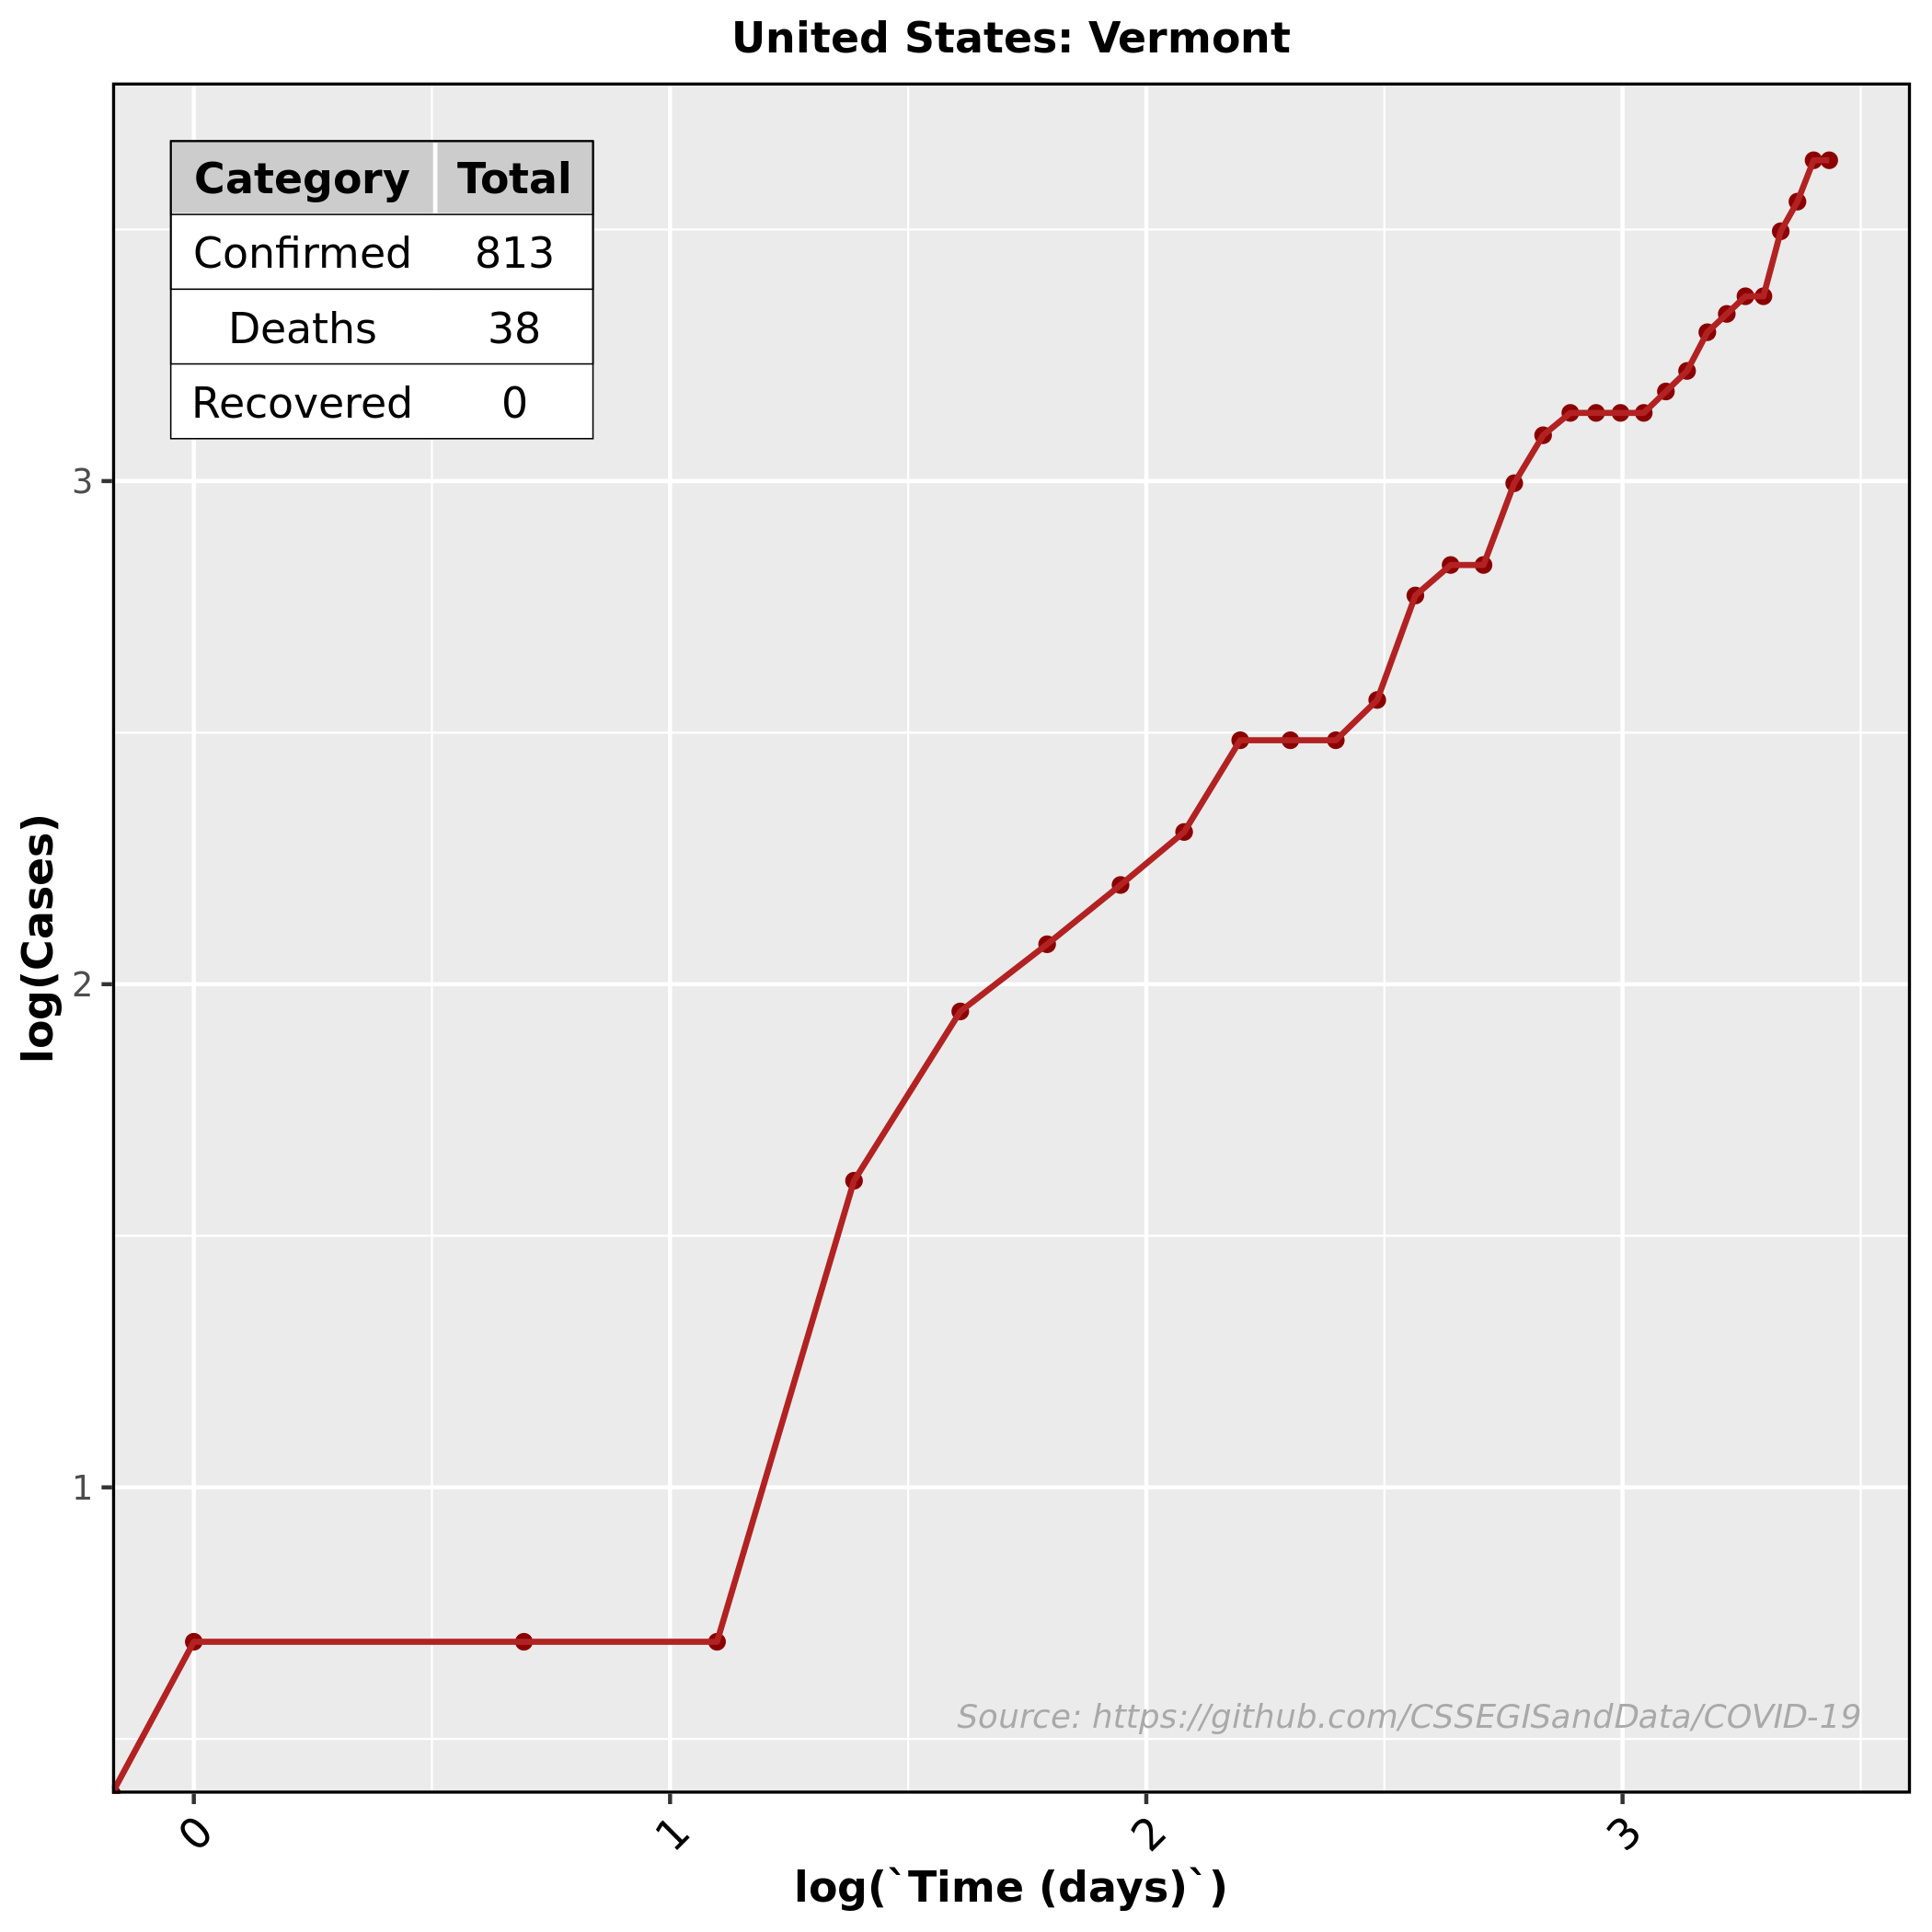 United States: Vermont
Category Total
Confirmed 813
Deaths 38
Recovered 0
3
2
1
log(Cases)
Source: https://github.com/CSSEGISandData/COVID-19
0 1 2 3
log(`Time (days)`)